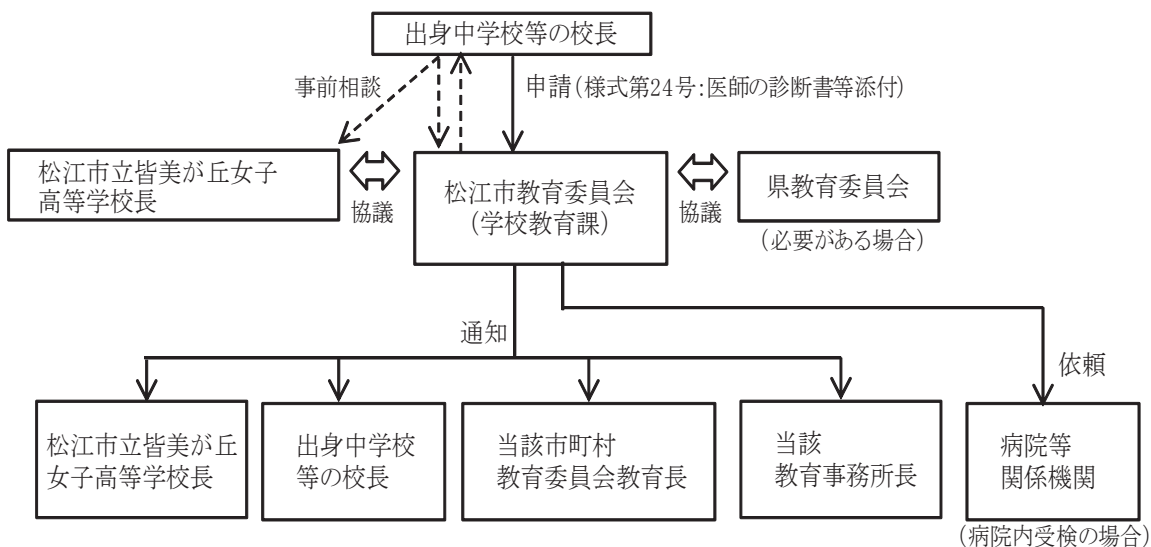 出身中学校等の校長
事前相談
申請(様式第24号:医師の診断書等添付)
松江市立皆美が丘女子
高等学校長
協議
松江市教育委員会
(学校教育課)
協議
県教育委員会
(必要がある場合)
通知
依頼
松江市立皆美が丘
女子高等学校長
出身中学校
等の校長
当該市町村
教育委員会教育長
当該
教育事務所長
病院等
関係機関
(病院内受検の場合)